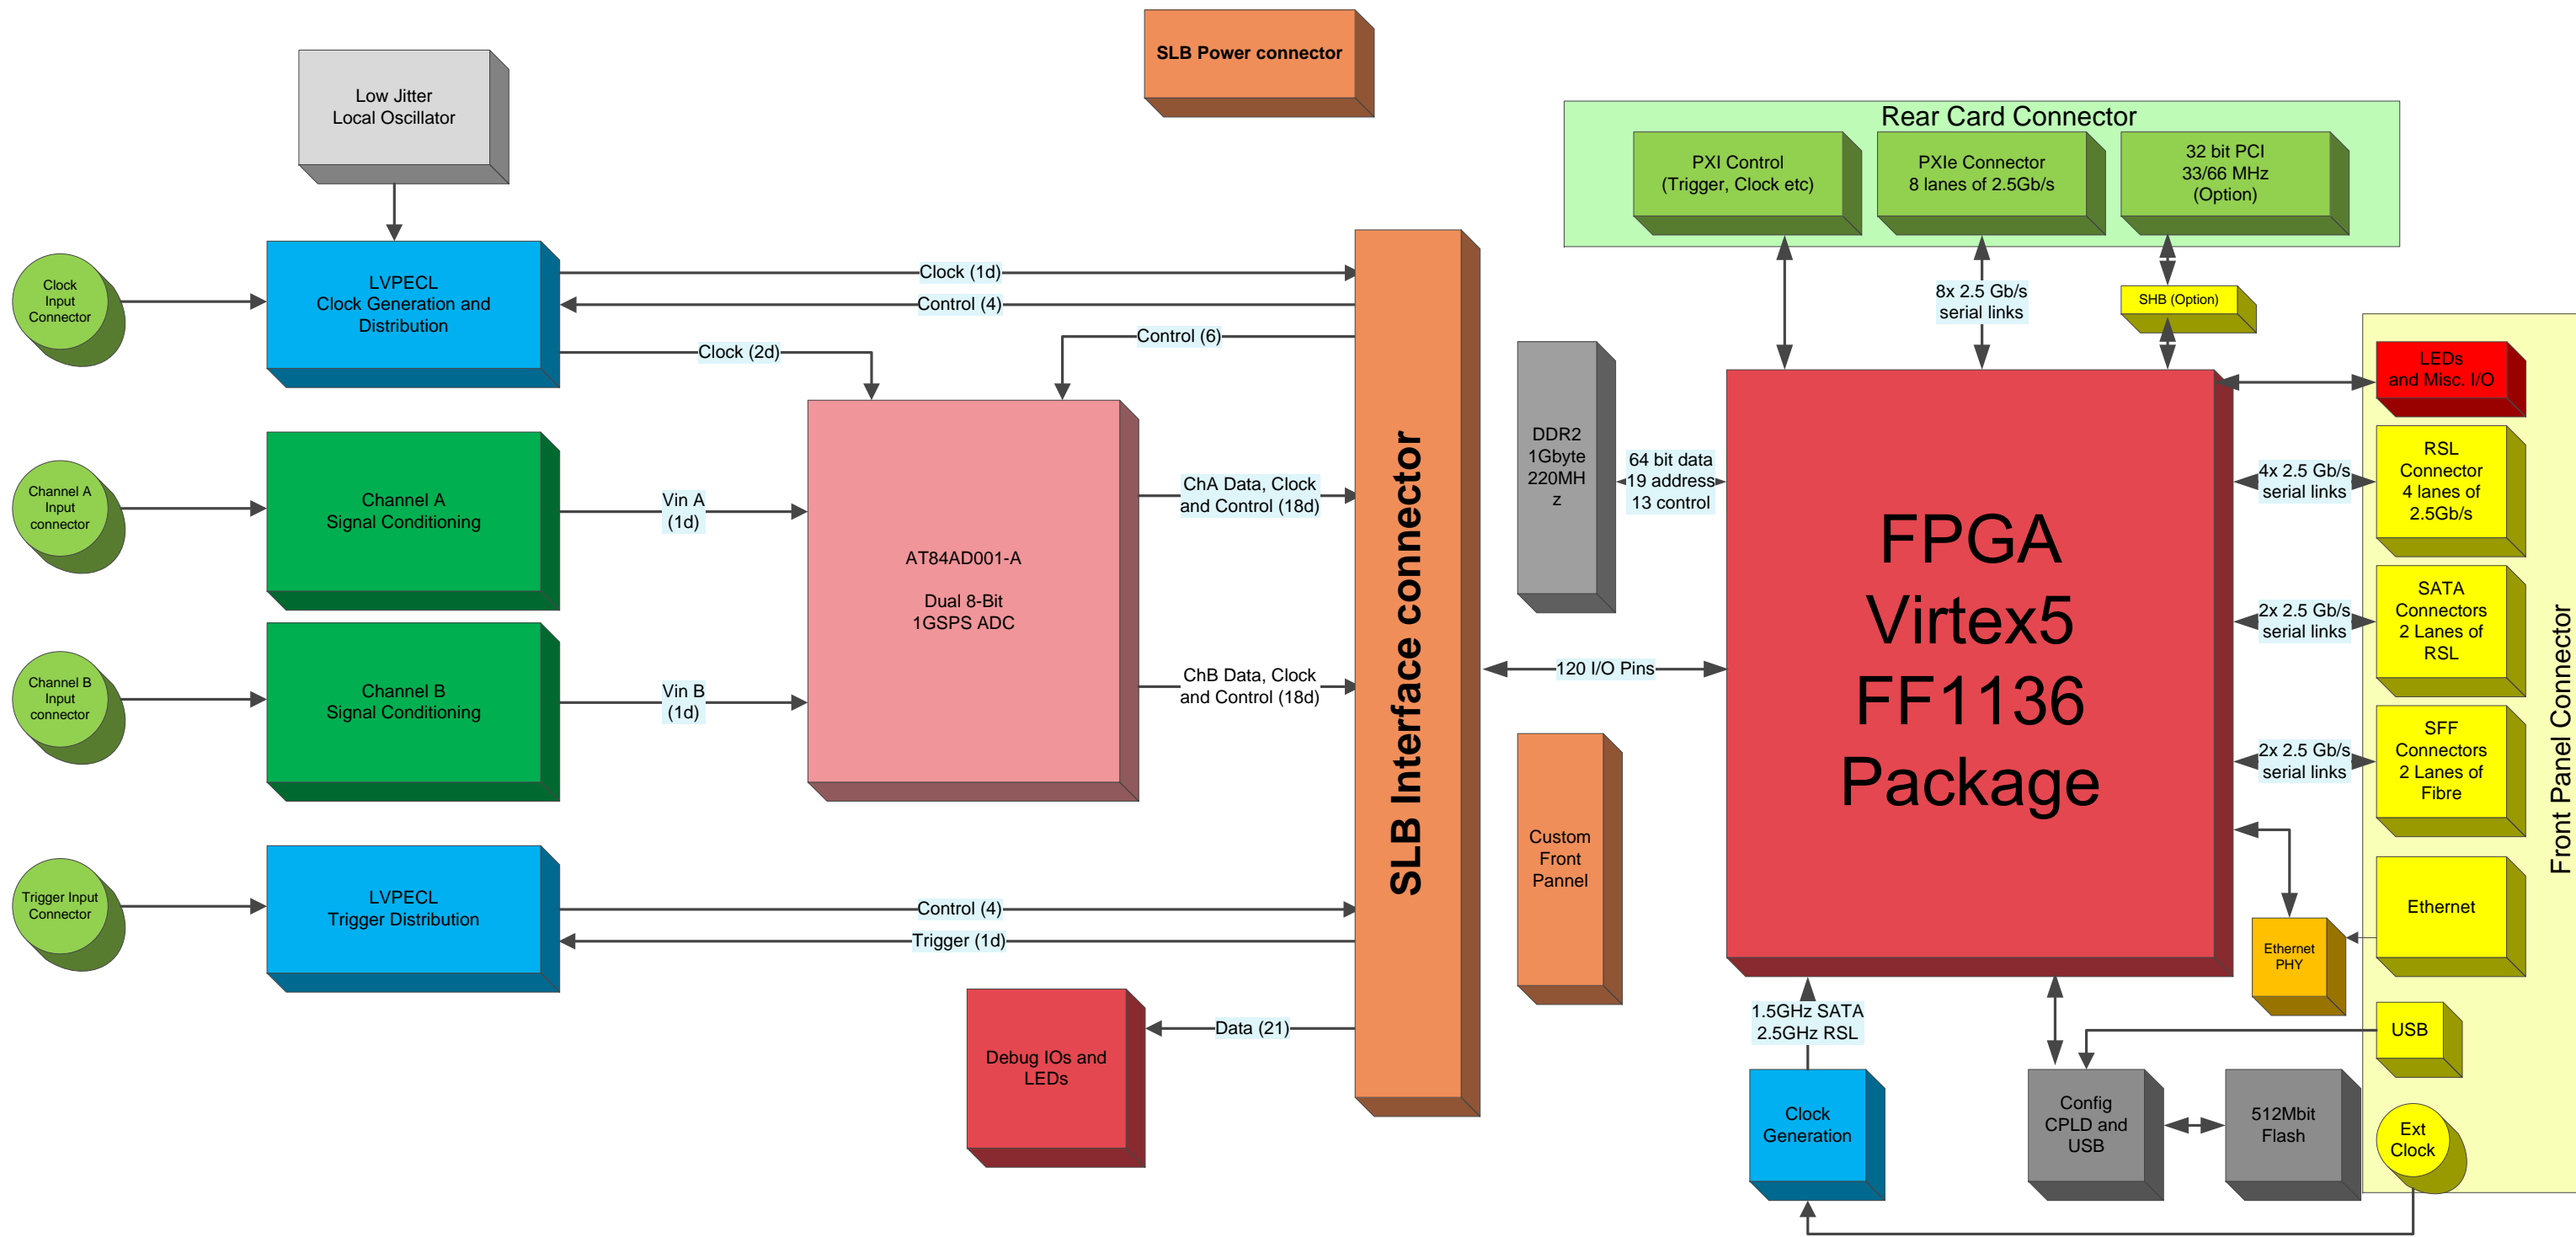 SLB Power connector
Low Jitter
Local Oscillator
Rear Card Connector
PXI Control
(Trigger, Clock etc)
PXIe Connector
8 lanes of 2.5Gb/s
32 bit PCI
33/66 MHz
(Option)
Clock
Input
Connector
LVPECL
Clock Generation and
Distribution
Clock (1d)
Control (4)
Clock (2d)
Control (6)
8x 2.5 Gb/s
serial links
SHB (Option)
Channel A
Input
connector
Channel A
Signal Conditioning
Vin A
(1d)
Channel B
Input
connector
Channel B
Signal Conditioning
Vin B
(1d)
AT84AD001-A
Dual 8-Bit
1GSPS ADC
ChA Data, Clock
and Control (18d)
ChB Data, Clock
and Control (18d)
Trigger Input
Connector
LVPECL
Trigger Distribution
Control (4)
Trigger (1d)
Debug IOs and
LEDs
Data (21)
SLB Interface connector
DDR2
1Gbyte
220MH
z
64 bit data
19 address
13 control
120 I/O Pins
Custom
Front
Pannel
FPGA
Virtex5
FF1136
Package
1.5GHz SATA
2.5GHz RSL
Clock
Generation
Config
CPLD and
USB
512Mbit
Flash
Front Panel Connector
LEDs
and Misc. I/O
4x 2.5 Gb/s
serial links
RSL
Connector
4 lanes of
2.5Gb/s
2x 2.5 Gb/s
serial links
SATA
Connectors
2 Lanes of
RSL
2x 2.5 Gb/s
serial links
SFF
Connectors
2 Lanes of
Fibre
Ethernet
Ethernet
PHY
USB
Ext
Clock